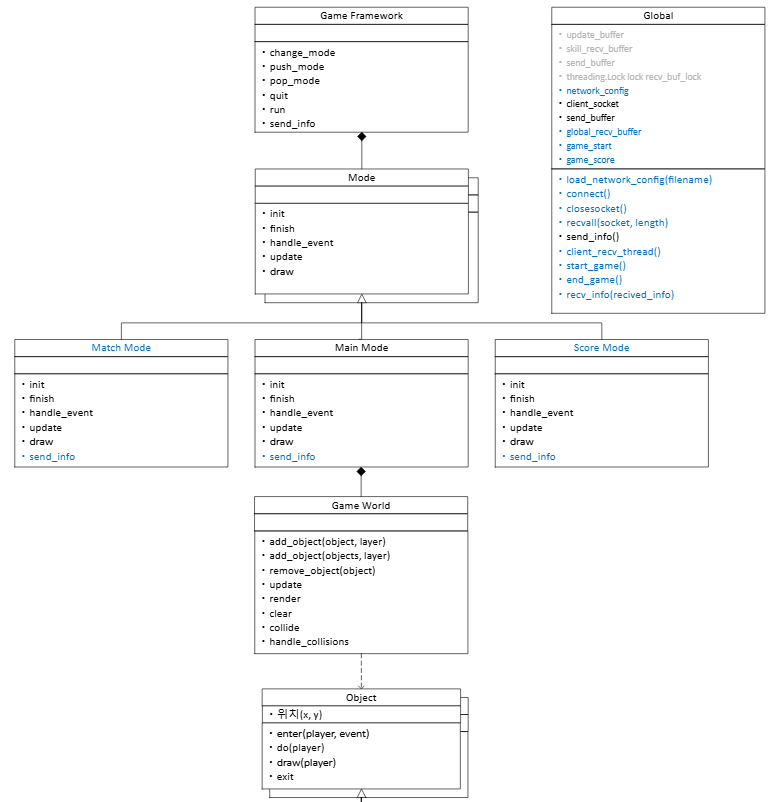 Game Framework
· change_mode
· push_mode
· pop_mode
· quit
· run
· send_info
Global
· update_buffer
· skill_recv_buffer
· send_buffer
· threading.Lock lock recv_buf_lock
· network_config
· client_socket
· send_buffer
· global_recv_buffer
· game_start
· game_score
· load_network_config(filename)
· connect()
· closesocket()
· recvall(socket, length)
· send_info()
· client_recv_thread()
· start_game()
· end_game()
· recv_info(recived_info)
Mode
· init
· finish
· handle_event
· update
· draw
Match Mode
· init
· finish
· handle_event
· update
· draw
· send_info
Main Mode
· init
· finish
· handle_event
· update
· draw
· send_info
Score Mode
· init
· finish
· handle_event
· update
· draw
· send_info
Game World
· add_object(object, layer)
· add_object(objects, layer)
· remove_object(object)
· update
· render
· clear
· collide
· handle_collisions
Object
· 위치(x, y)
· enter(player, event)
· do(player)
· draw(player)
· exit